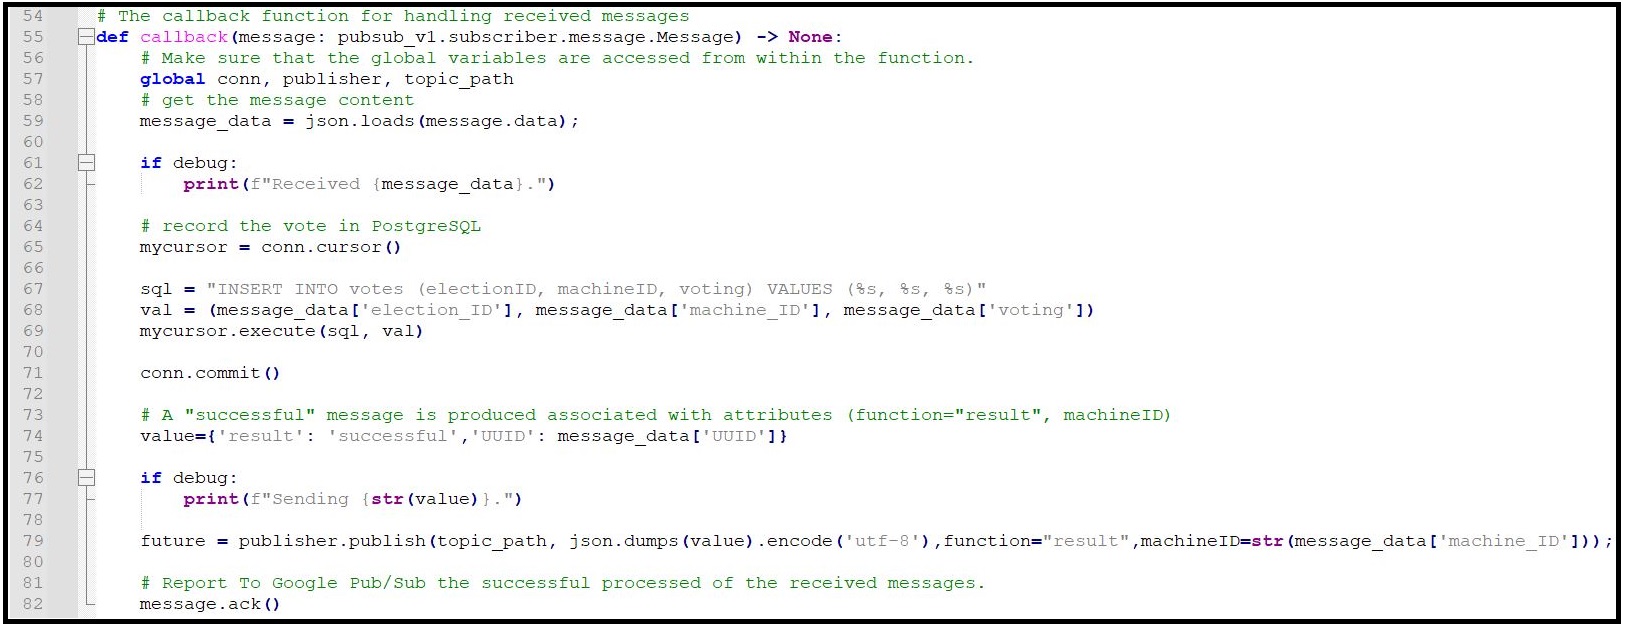 54 # The callback function for handling received messages
55 def callback(message: pubsub_v1.subscriber.message.Message) -> None:
56 # Make sure that the global variables are accessed from within the function.
57 global conn, publisher, topic_path
58 # get the message content
59 message_data = json.loads(message.data);
60
61 if debug:
62 print(f"Received {message_data}.")
63
64 # record the vote in PostgreSQL
65 mycursor = conn.cursor()
66
67 sql = "INSERT INTO votes (electionID, machineID, voting) VALUES (%s, %s, %s)"
68 val = (message_data['election_ID'], message_data['machine_ID'], message_data['voting'])
69 mycursor.execute(sql, val)
70
71 conn.commit()
72
73 # A "successful" message is produced associated with attributes (function="result", machineID)
74 value={'result': 'successful','UUID': message_data['UUID']}
75
76 if debug:
77 print(f"Sending {str(value)}.")
78
79 future = publisher.publish(topic_path, json.dumps(value).encode('utf-8'),function="result",machineID=str(message_data['machine_ID']));
80
81 # Report To Google Pub/Sub the successful processed of the received messages.
82 message.ack()